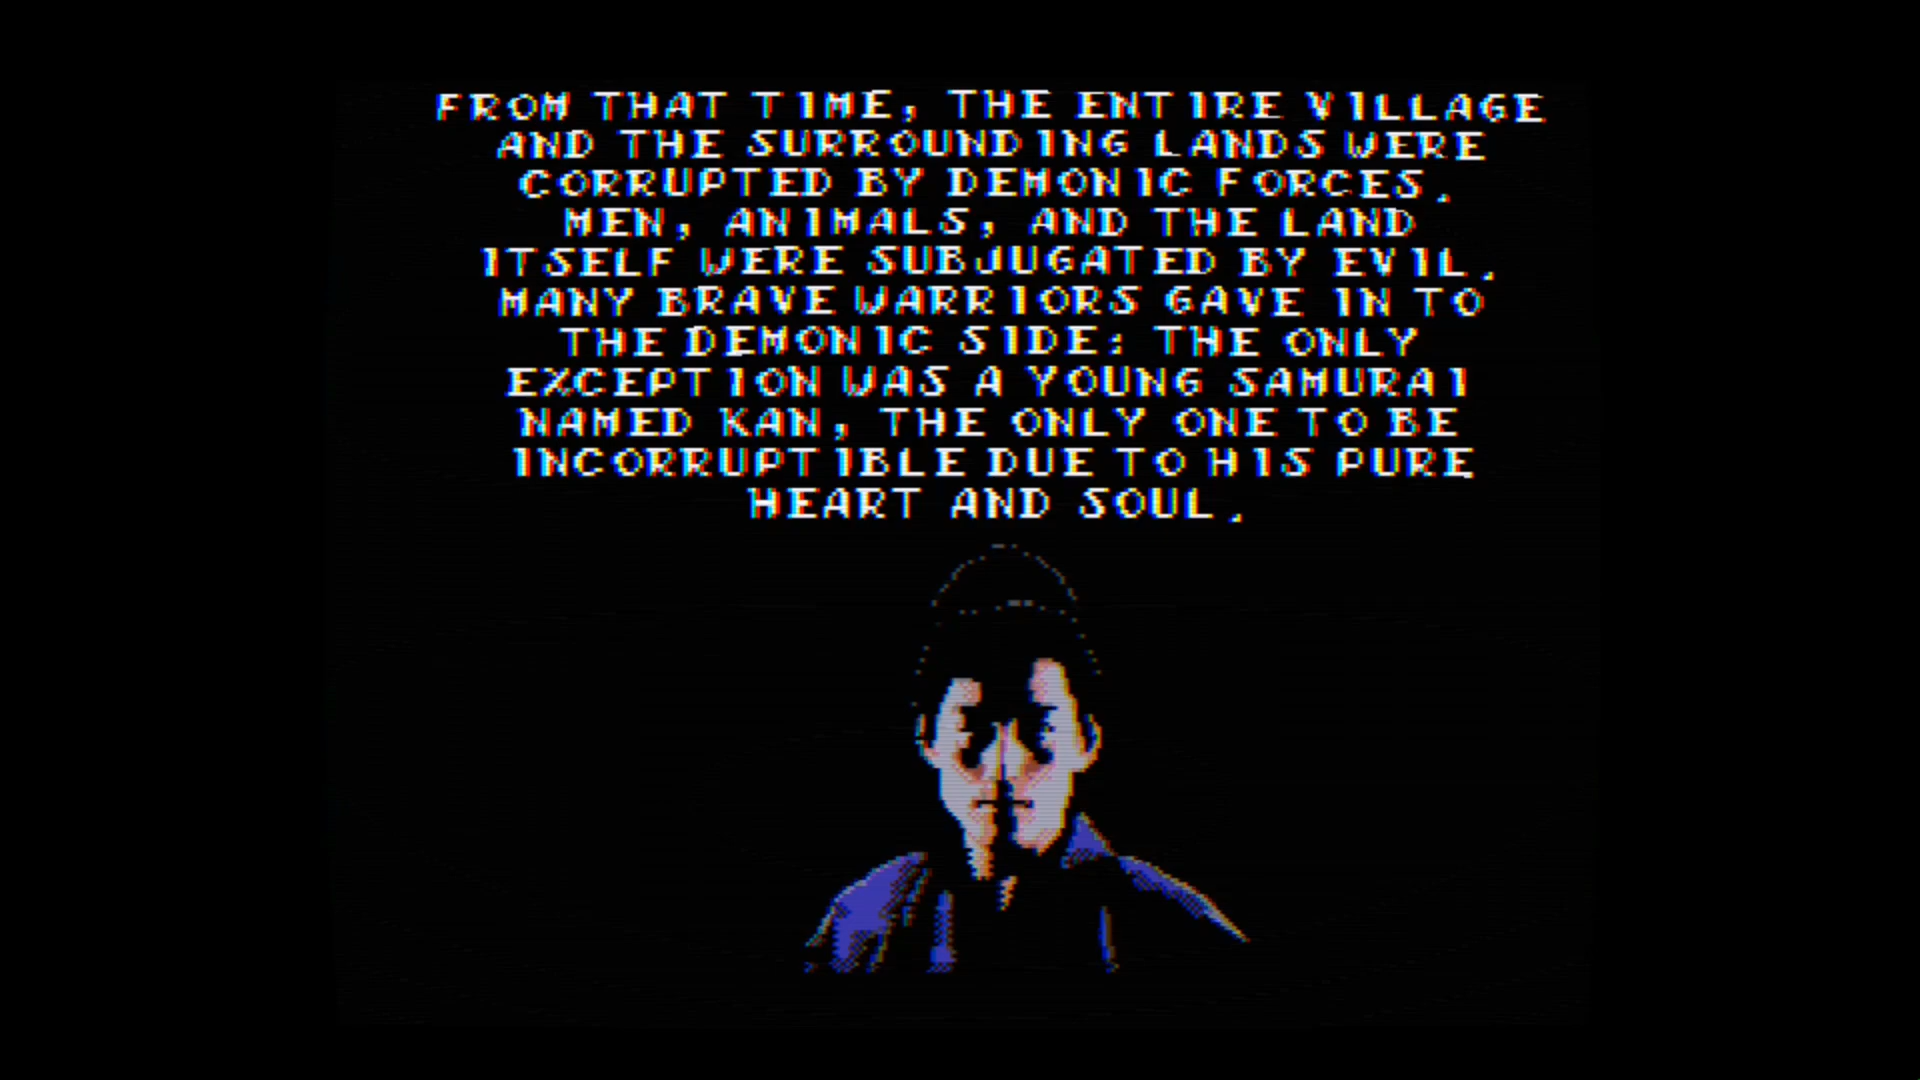 FROM THAT TIME, THE ENTIRE VILLAGE
AND THE SURROUNDING LANDS WERE
CORRUPTED BY DEMONIC FORCES.
MEN, ANIMALS, AND THE LAND
ITSELF WERE SUBJUGATED BY EVIL.
MANY BRAVE WARRIORS GAVE IN TO
THE DEMONIC SIDE: THE ONLY
EXCEPTION WAS A YOUNG SAMURAI
NAMED KAN, THE ONLY ONE TO BE
INCORRUPTIBLE DUE TO HIS PURE
HEART AND SOUL.